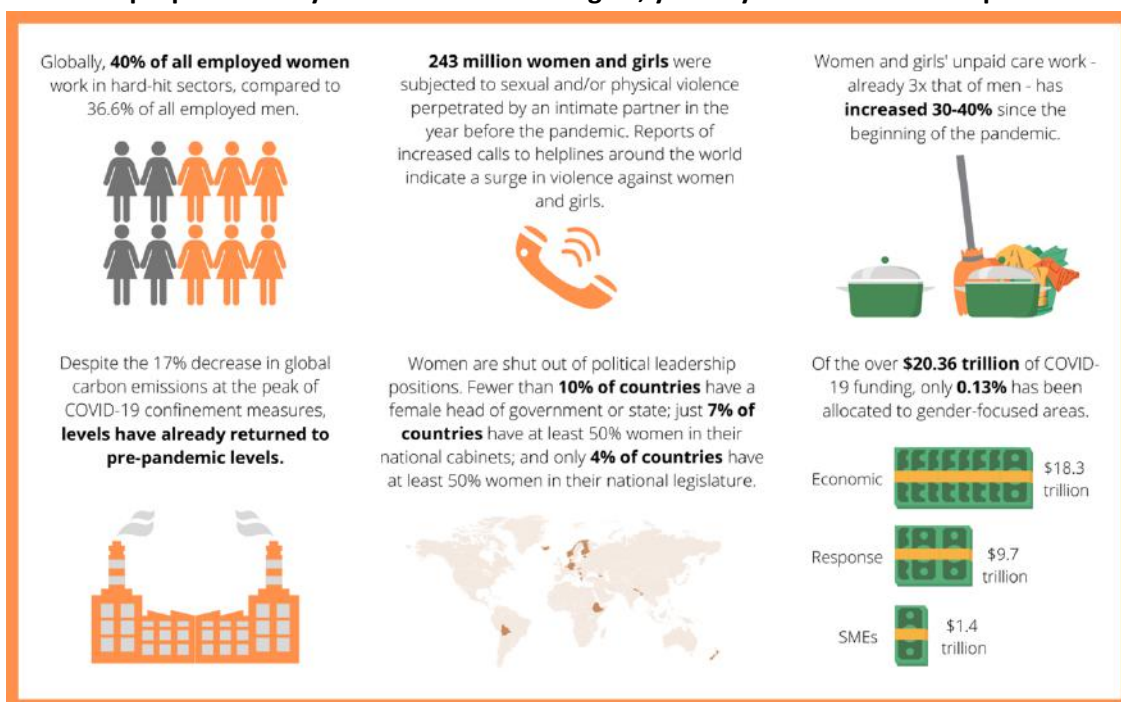 Globally, 40% of all employed women
work in hard-hit sectors, compared to
36.6% of all employed men.
243 million women and girls were
subjected to sexual and/or physical violence
perpetrated by an intimate partner in the
year before the pandemic. Reports of
increased calls to helplines around the world
indicate a surge in violence against women
and girls.
Women and girls' unpaid care work -
already 3x that of men - has
increased 30-40% since the
beginning of the pandemic.
Despite the 17% decrease in global
carbon emissions at the peak of
COVID-19 confinement measures,
levels have already returned to
pre-pandemic levels.
Women are shut out of political leadership
positions. Fewer than 10% of countries have a
female head of government or state; just 7% of
countries have at least 50% women in their
national cabinets; and only 4% of countries have
at least 50% women in their national legislature.
Of the over $20.36 trillion of COVID-
19 funding, only 0.13% has been
allocated to gender-focused areas.
Economic
$18.3
trillion
Response
$9.7
trillion
SMEs
$1.4
trillion